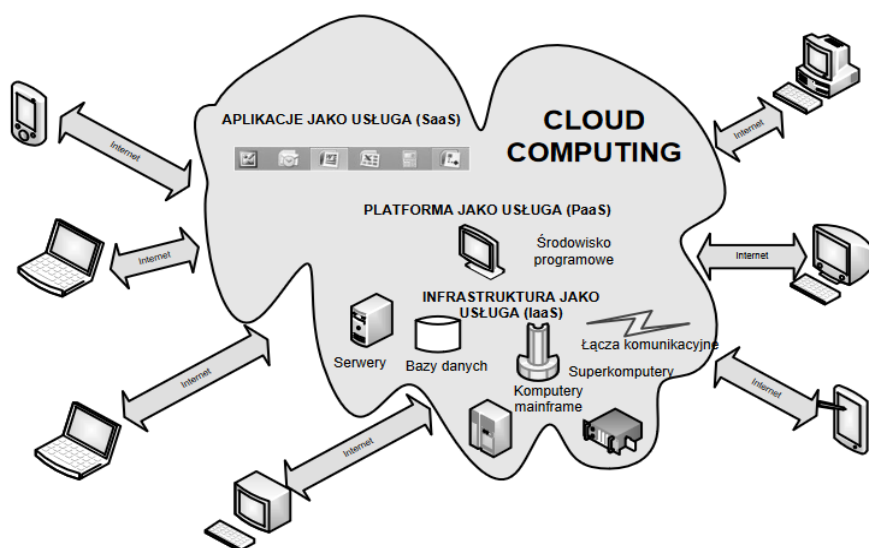 APLIKACJE JAKO USŁUGA (SaaS)
CLOUD
COMPUTING
PLATFORMA JAKO USŁUGA (PaaS)
Środowisko
programowe
INFRASTRUKTURA JAKO
USŁUGA (IaaS)
Serwery
Bazy danych
Łącza komunikacyjne
Superkomputery
Komputery
mainframe
Internet
Internet
Internet
Internet
Internet
Internet
Internet